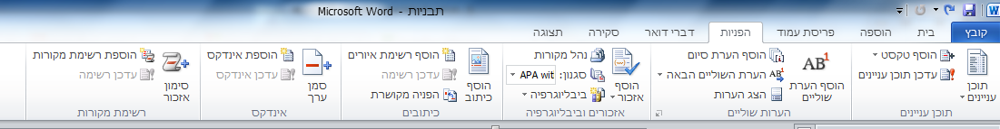 תבניות - Microsoft Word
קובץ
בית
הוספה
פריסת עמוד
הפניות
דברי דואר
סקירה
תצוגה
תוכן עניינים
הוסף טקסט
עדכן תוכן עניינים
תוכן עניינים
AB1
הוסף הערת שוליים
הוסף הערת סיום
הערת השוליים הבאה
הצג הערות
הערות שוליים
הוסף אזכור
נהל מקורות
סגנון: APA wit
ביבליוגרפיה
אזכורים וביבליוגרפיה
הוסף כיתוב
הוסף רשימת איורים
עדכן רשימה
הפניה מקושרת
כיתובים
סמן ערך
הוספת אינדקס
עדכן אינדקס
אינדקס
סימון אזכור
הוספת רשימת מקורות
עדכן רשימה
רשימת מקורות